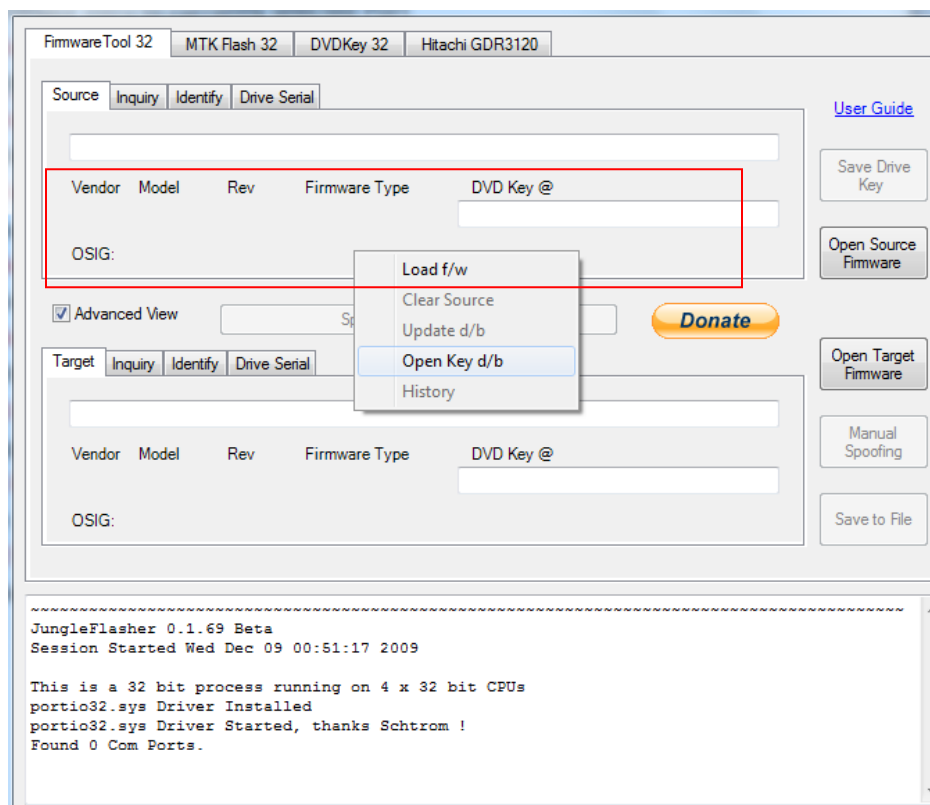 FirmwareTool 32 MTK Flash 32 DVDKey 32 Hitachi GDR3120
Source Inquiry Identify Drive Serial
User Guide
Save Drive
Key
Vendor Model Rev Firmware Type DVD Key @
OSIG:
Open Source
Firmware
Load f/w
Clear Source
Update d/b
Open Key d/b
History
Advanced View
Donate
Target Inquiry Identify Drive Serial
Open Target
Firmware
Vendor Model Rev Firmware Type DVD Key @
Manual
Spoofing
OSIG:
Save to File
~~~~~~~~~~~~~~~~~~~~~~~~~~~~~~~~~~~~~~~~~~~~~~~~~~~~~~~~~~~~~~~~~~~~~~~~~~~~~~~~~~~~~~~~~~
JungleFlasher 0.1.69 Beta
Session Started Wed Dec 09 00:51:17 2009
This is a 32 bit process running on 4 x 32 bit CPUs
portio32.sys Driver Installed
portio32.sys Driver Started, thanks Schtrom !
Found 0 Com Ports.